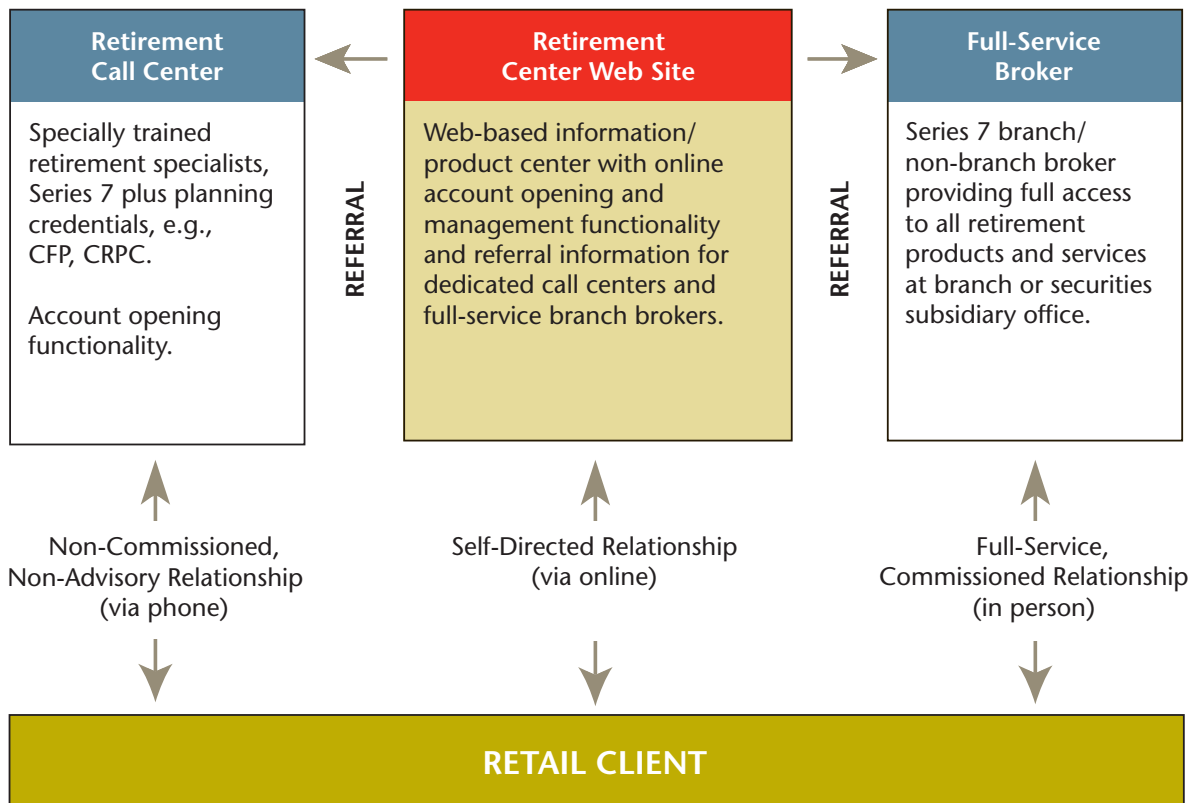 Retirement
Call Center
Specially trained
retirement specialists,
Series 7 plus planning
credentials, e.g.,
CFP, CRPC.
Account opening
functionality.
REFERRAL
Retirement
Center Web Site
Web-based information/
product center with online
account opening and
management functionality
and referral information for
dedicated call centers and
full-service branch brokers.
REFERRAL
Full-Service
Broker
Series 7 branch/
non-branch broker
providing full access
to all retirement
products and services
at branch or securities
subsidiary office.
Non-Commissioned,
Non-Advisory Relationship
(via phone)
Self-Directed Relationship
(via online)
Full-Service,
Commissioned Relationship
(in person)
RETAIL CLIENT